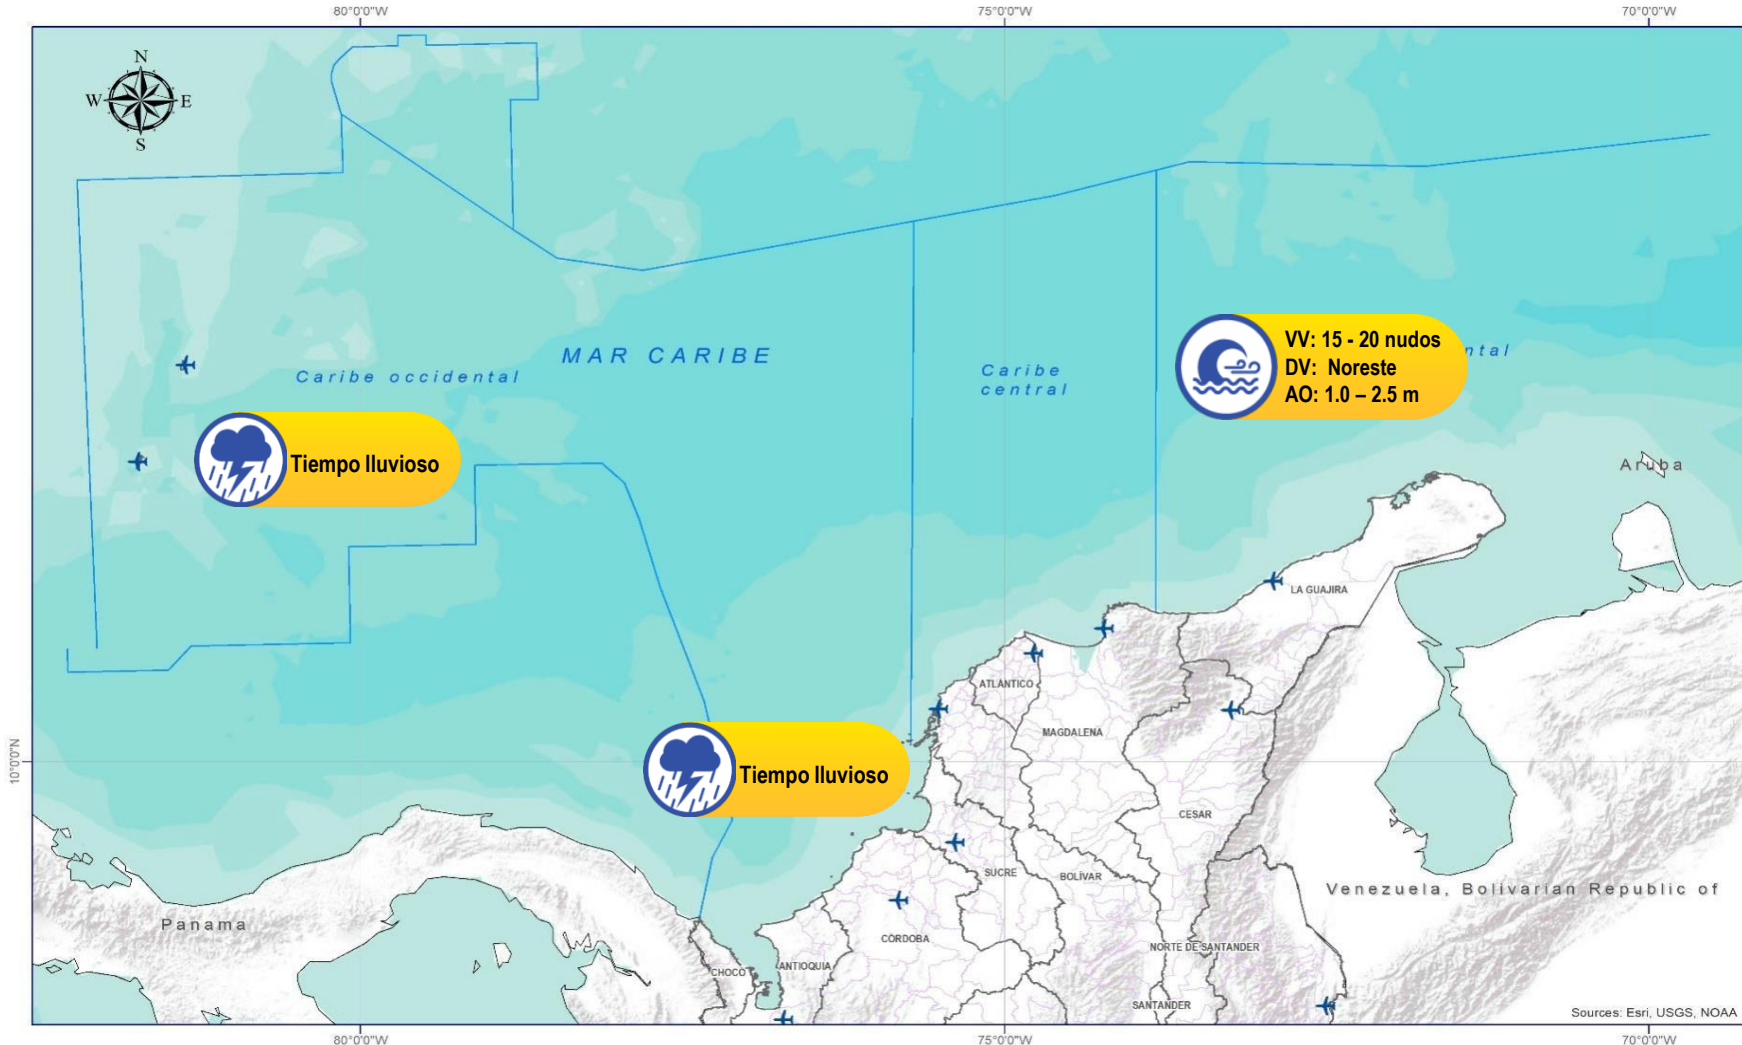 80°0'0"W
75°0'0"W
70°0'0"W
N
W
E
S
VV: 15 - 20 nudos
DV: Noreste
AO: 1.0 – 2.5 m
ntal
MAR CARIBE
Caribe occidental
Caribe
central
Tiempo lluvioso
Aruba
LA GUAJIRA
ATLÁNTICO
MAGDALENA
10°0'0"N
Tiempo lluvioso
CESAR
SUCRE
BOLÍVAR
Venezuela, Bolivarian Republic of
Panama
CÓRDOBA
NORTE DE SANTANDER
CHOCÓ
ANTIOQUIA
SANTANDER
Sources: Esri, USGS, NOAA
80°0'0"W
75°0'0"W
70°0'0"W